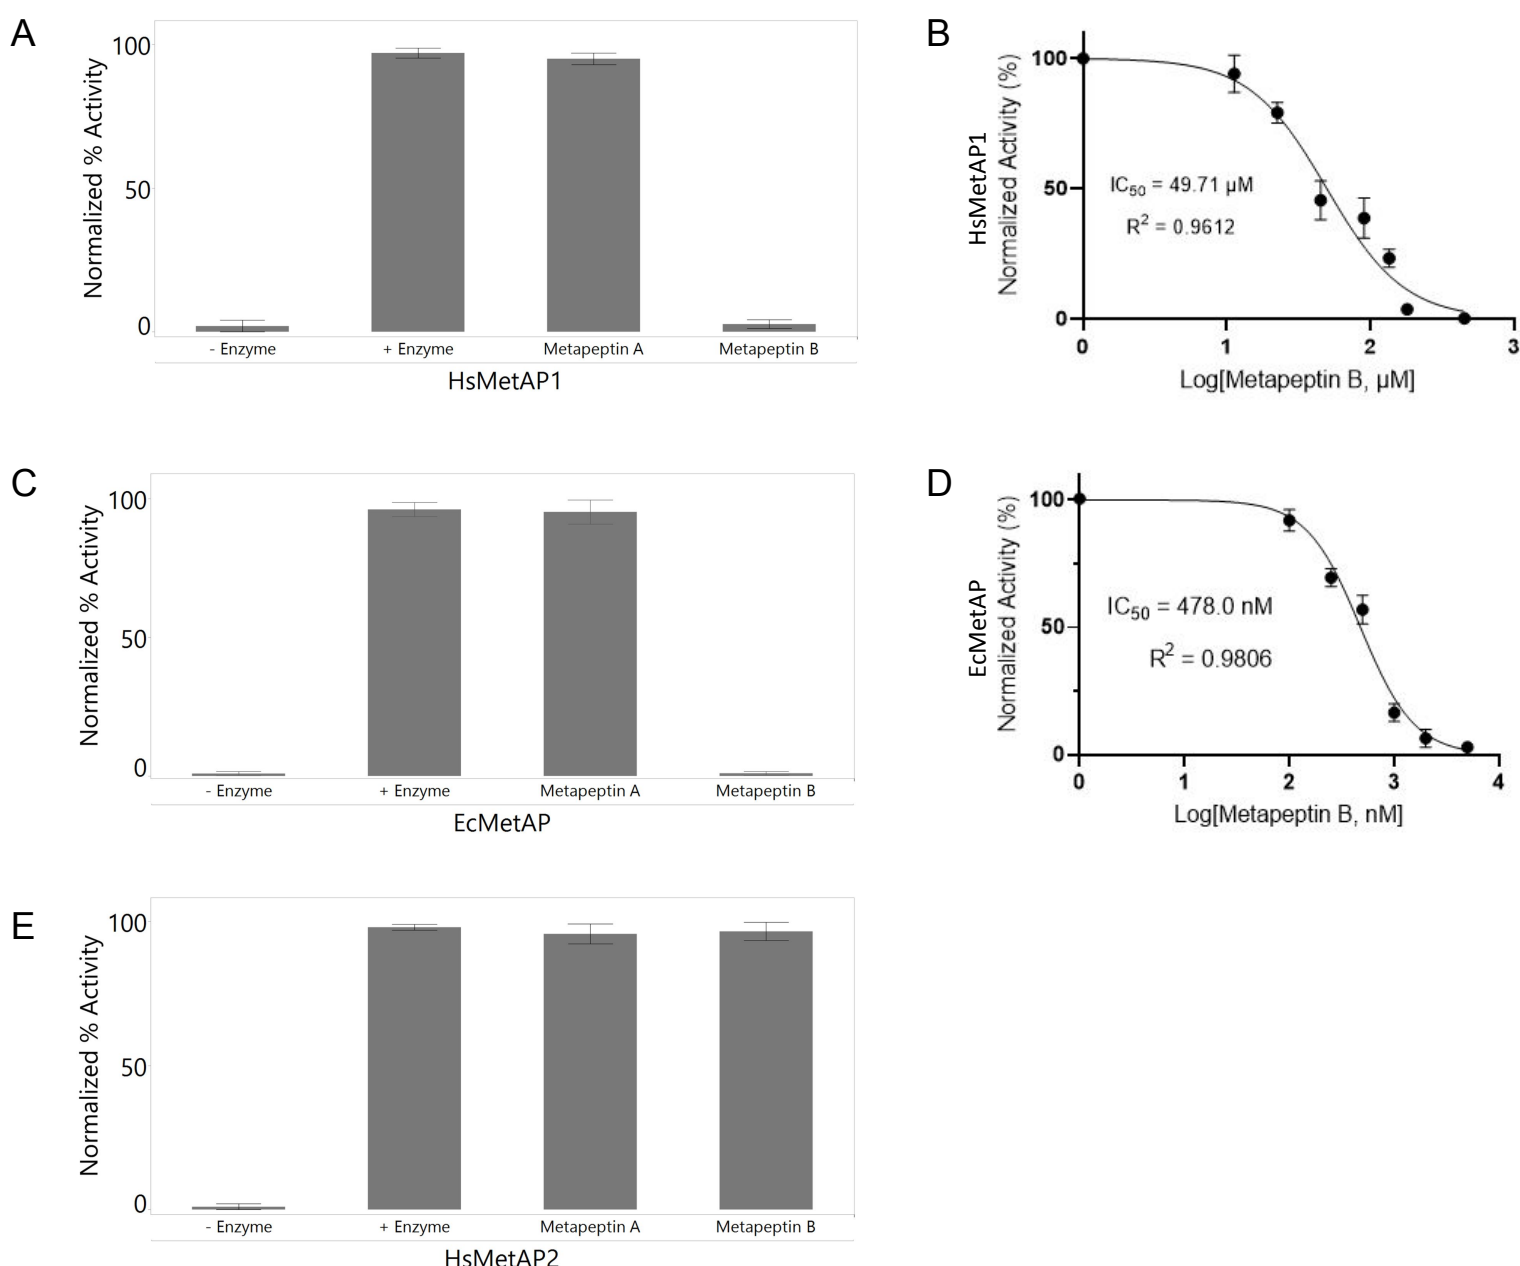 A
Normalized % Activity
100
50
0
- Enzyme
+ Enzyme
Metapeptin A
Metapeptin B
HsMetAP1
B
HsMetAP1
Normalized Activity (%)
100
50
0
IC50 = 49.71 µM
R2 = 0.9612
0
1
2
3
Log[Metapeptin B, µM]
C
Normalized % Activity
100
50
0
- Enzyme
+ Enzyme
Metapeptin A
Metapeptin B
EcMetAP
D
EcMetAP
Normalized Activity (%)
100
50
0
IC50 = 478.0 nM
R2 = 0.9806
0
1
2
3
4
Log[Metapeptin B, nM]
E
Normalized % Activity
100
50
0
- Enzyme
+ Enzyme
Metapeptin A
Metapeptin B
HsMetAP2